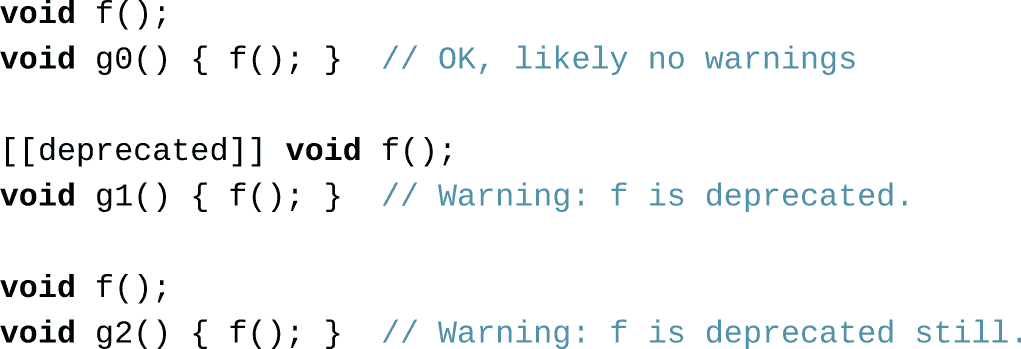 void f();
void g0() { f(); }  // OK, likely no warnings
[[deprecated]] void f();
void g1() { f(); }  // Warning: f is deprecated.
void f();
void g2() { f(); }  // Warning: f is deprecated still.